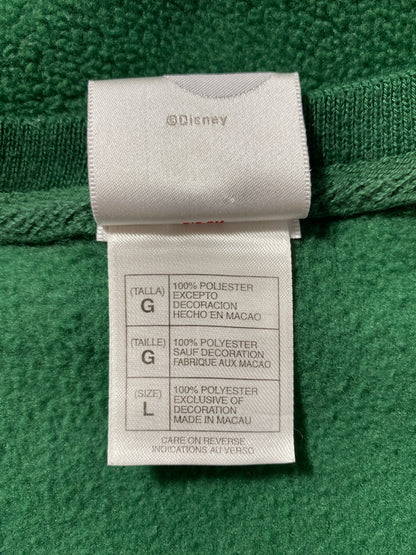 ©Disney
(TALLA)
G
100% POLIESTER
EXCEPTO
DECORACION
HECHO EN MACAO
(TAILLE)
G
100% POLYESTER
SAUF DECORATION
FABRIQUE AUX MACAO
(SIZE)
L
100% POLYESTER
EXCLUSIVE OF
DECORATION
MADE IN MACAU
CARE ON REVERSE
INDICATIONS AU VERSO